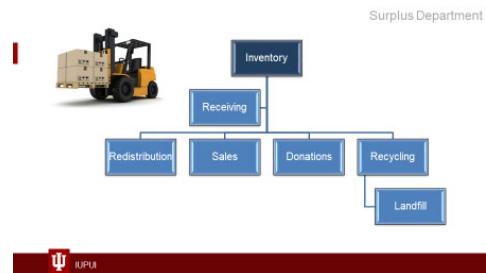 Surplus Department
Inventory
Receiving
Redistribution
Sales
Donations
Recycling
Landfill
IUPUI